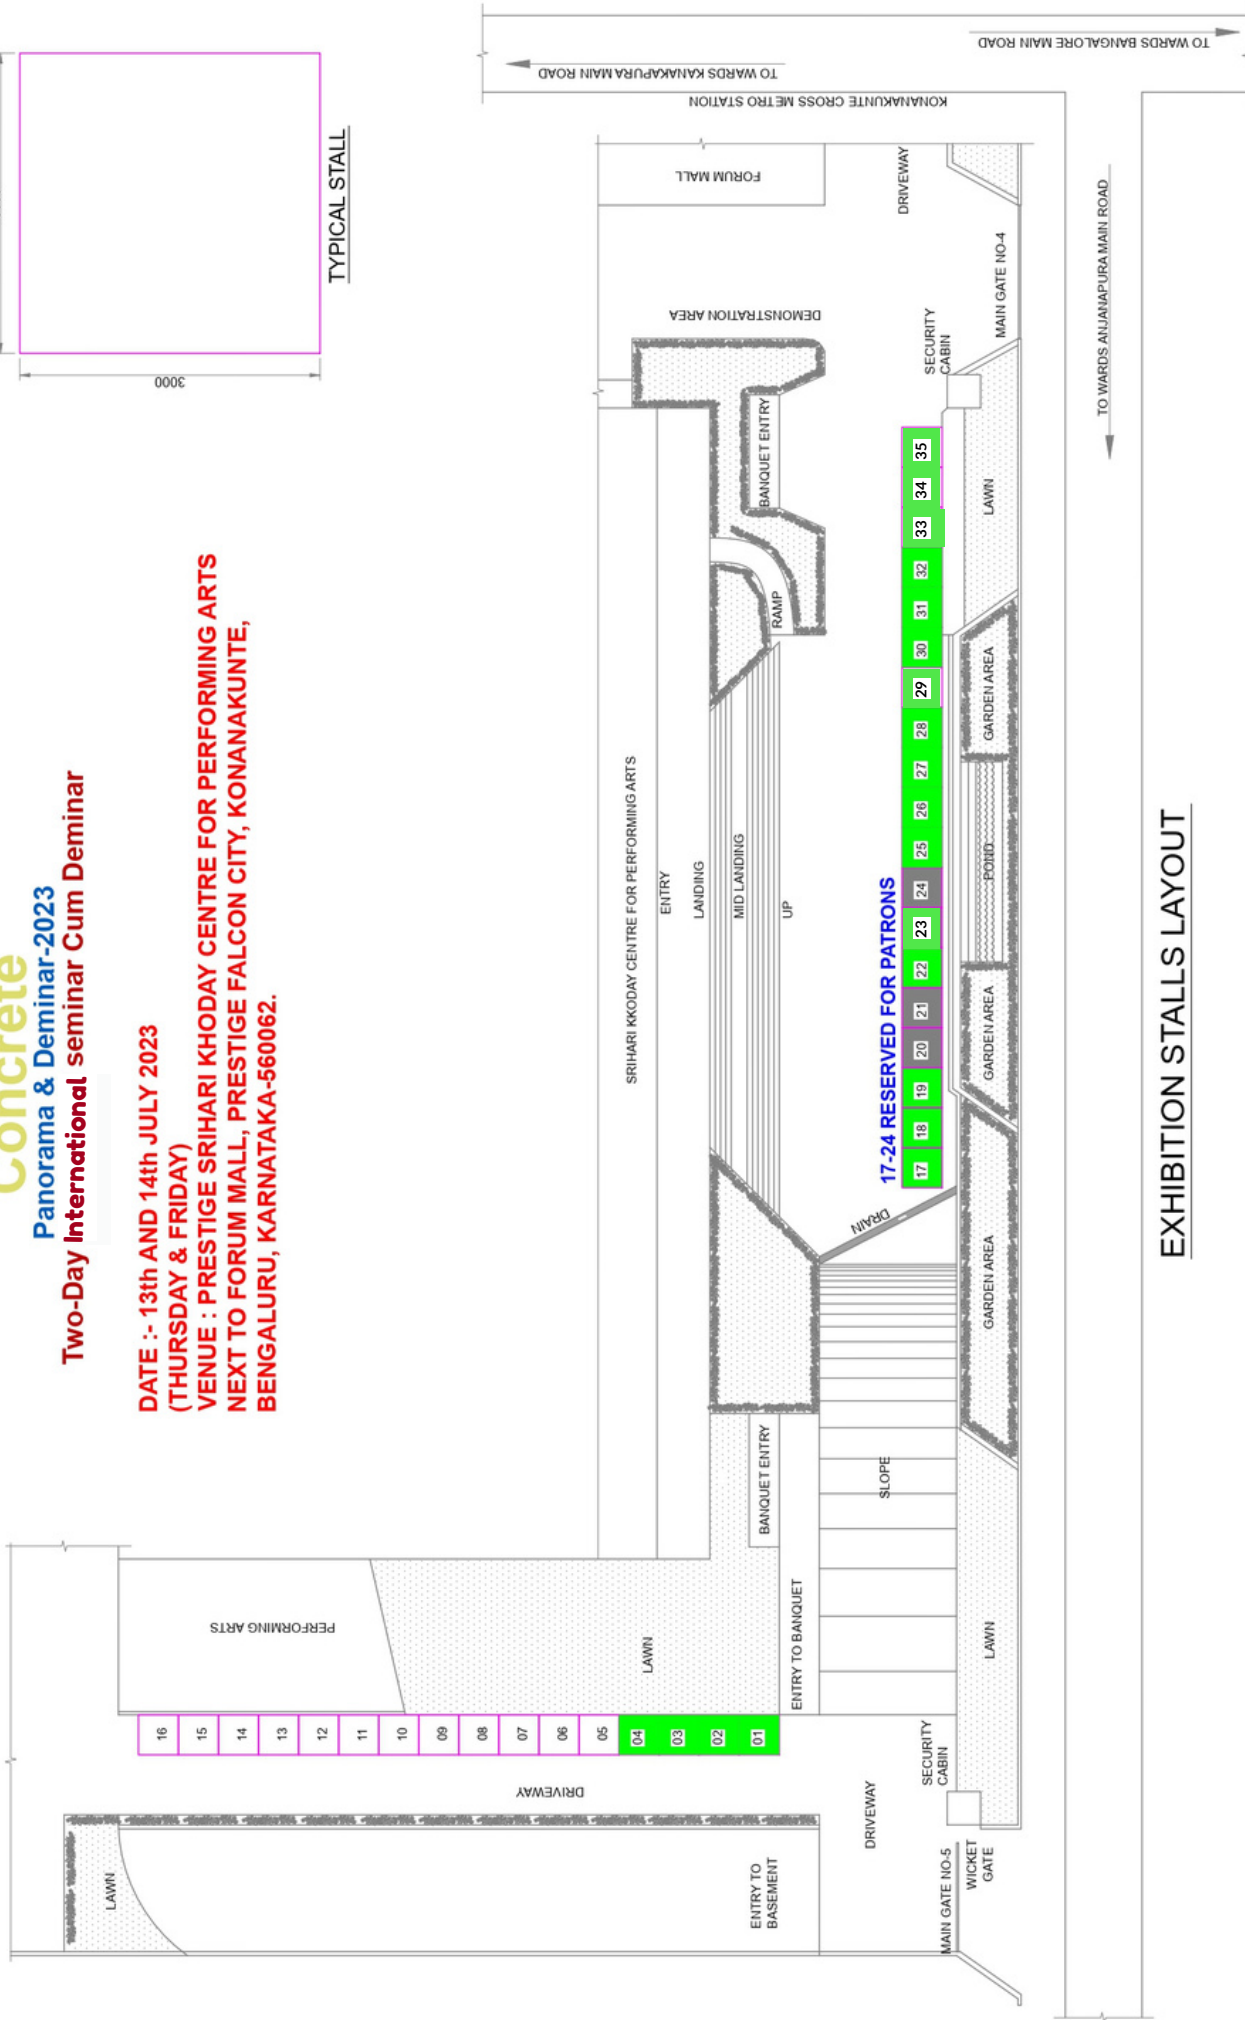 Concrete
Panorama & Deminar-2023
Two-Day International seminar Cum Deminar
DATE :- 13th AND 14th JULY 2023
(THURSDAY & FRIDAY)
VENUE : PRESTIGE SRIHARI KHODAY CENTRE FOR PERFORMING ARTS
NEXT TO FORUM MALL, PRESTIGE FALCON CITY, KONANAKUNTE,
BENGALURU, KARNATAKA-560062.
3000
TYPICAL STALL
LAWN
PERFORMING ARTS
16
15
14
13
12
11
10
09
08
07
06
05
04
03
02
01
DRIVEWAY
LAWN
ENTRY TO
BASEMENT
BANQUET ENTRY
ENTRY TO BANQUET
DRIVEWAY
SLOPE
SECURITY
CABIN
MAIN GATE NO-5
WICKET
GATE
LAWN
SRIHARI KKODAY CENTRE FOR PERFORMING ARTS
ENTRY
LANDING
MID LANDING
UP
RAMP
BANQUET ENTRY
DEMONSTRATION AREA
FORUM MALL
DRIVEWAY
KONANAKUNTE CROSS METRO STATION
TO WARDS KANAKAPURA MAIN ROAD
TO WARDS BANGALORE MAIN ROAD
17-24 RESERVED FOR PATRONS
DRAIN
17
18
19
20
21
22
23
24
25
26
27
28
29
30
31
32
33
34
35
SECURITY
CABIN
MAIN GATE NO-4
GARDEN AREA
GARDEN AREA
POND
GARDEN AREA
LAWN
TO WARDS ANJANAPURA MAIN ROAD
EXHIBITION STALLS LAYOUT